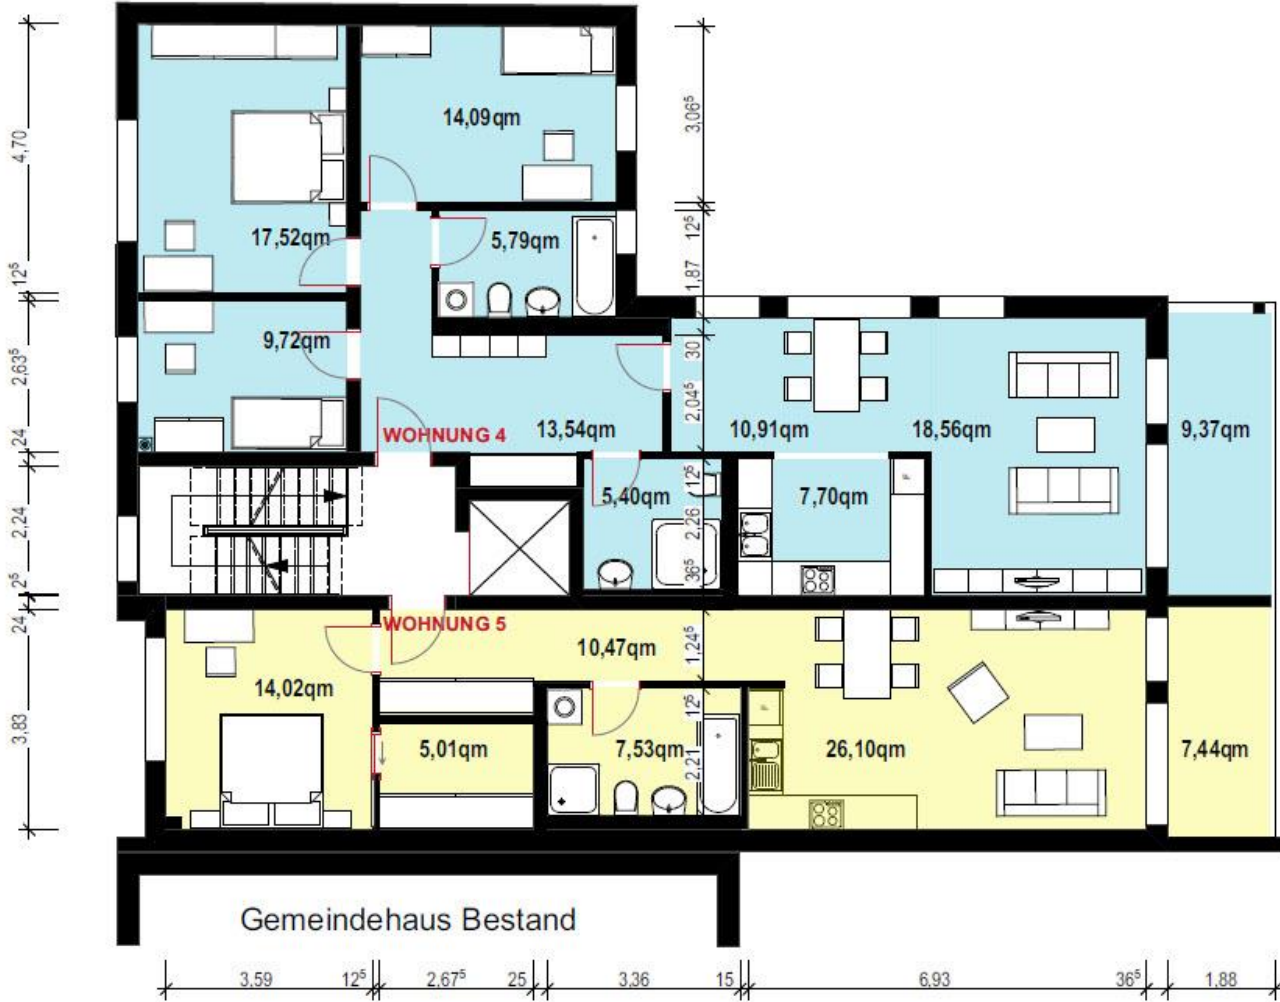 14,09qm
17,52qm
5,79qm
9,72qm
WOHNUNG 4
13,54qm
10,91qm
18,56qm
9,37qm
5,40qm
7,70qm
F
WOHNUNG 5
10,47qm
14,02qm
5,01qm
7,53qm
F
26,10qm
7,44qm
Gemeindehaus Bestand
4,70
12⁵
2,63⁵
24
2,24
12⁵
24
3,83
3,06⁵
12⁵
1,87
30
2,04⁵
12⁵
2,26
36⁵
1,24⁵
12⁵
2,21
3,59
12⁵
2,67⁵
25
3,36
15
6,93
36⁵
1,88